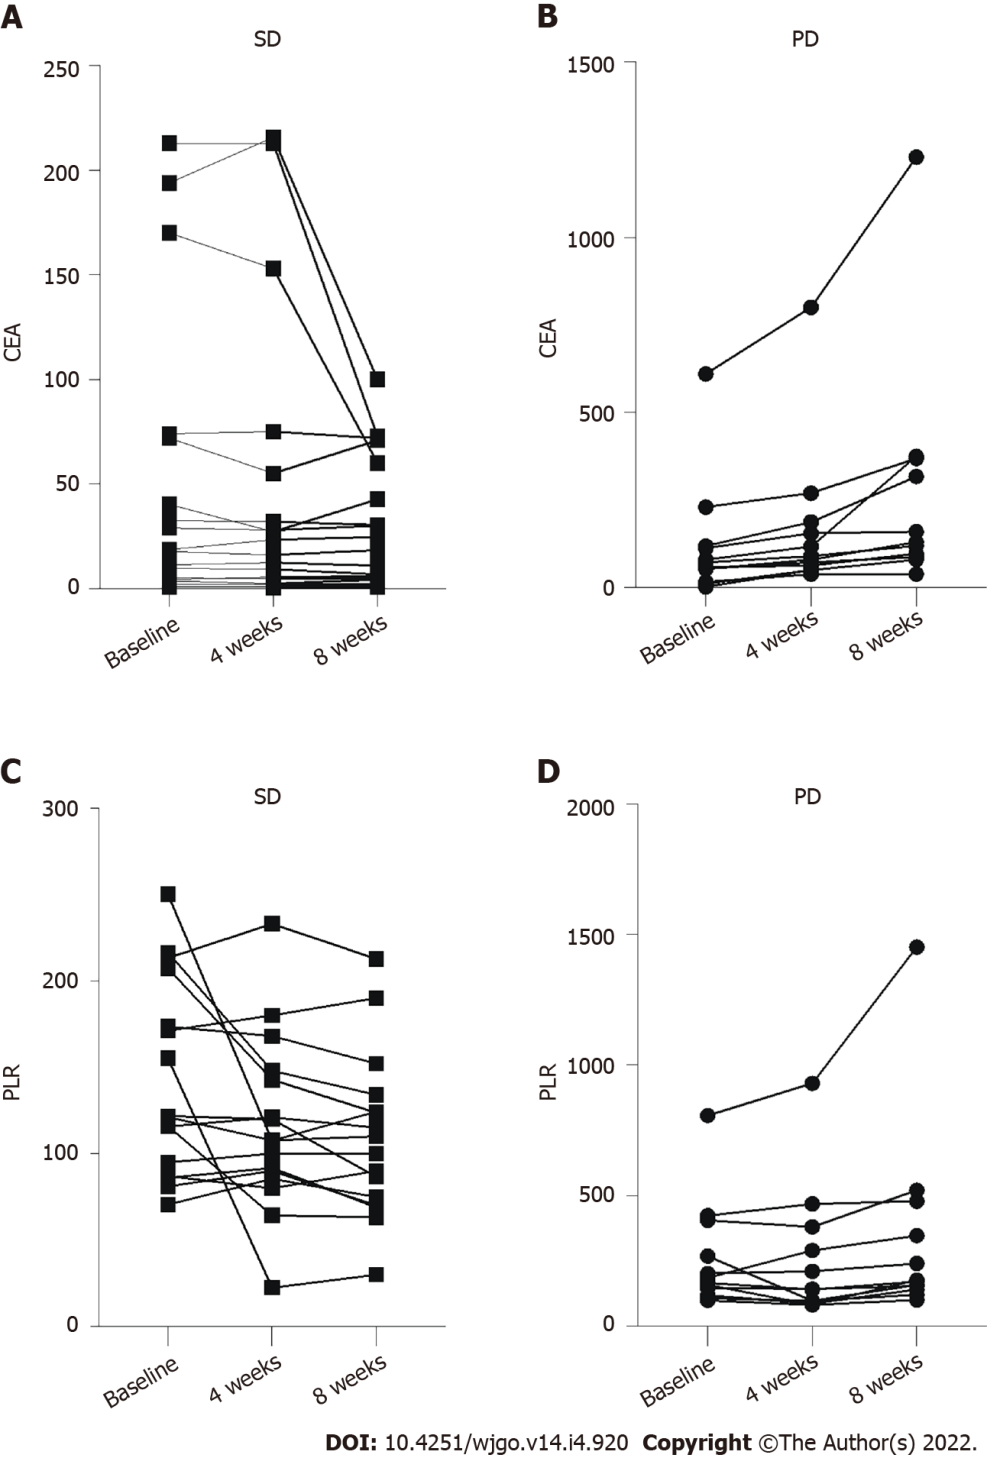 A
SD
250
200
150
100
50
0
CEA
Baseline
4 weeks
8 weeks
B
PD
1500
1000
500
0
CEA
Baseline
4 weeks
8 weeks
C
SD
300
200
100
0
PLR
Baseline
4 weeks
8 weeks
D
PD
2000
1500
1000
500
0
PLR
Baseline
4 weeks
8 weeks
DOI: 10.4251/wjgo.v14.i4.920 Copyright ©The Author(s) 2022.